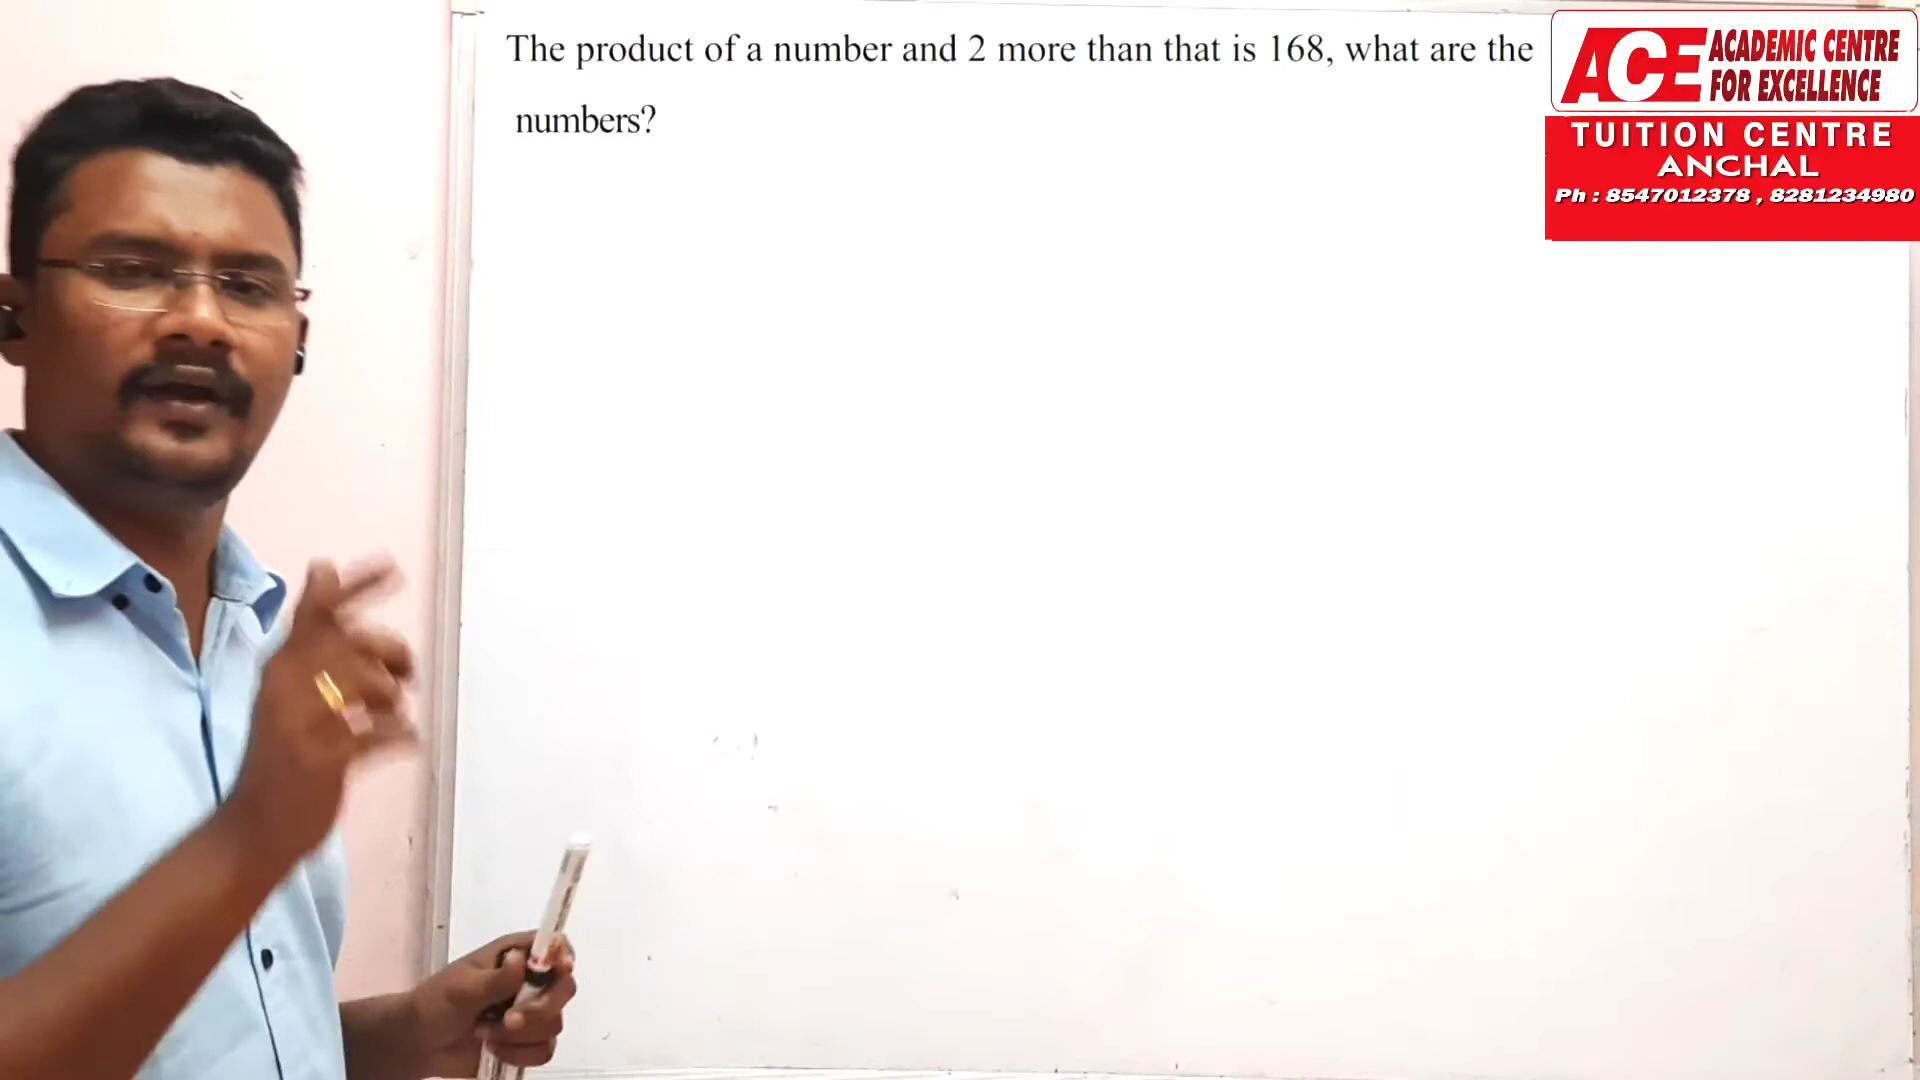 The product of a number and 2 more than that is 168, what are the
numbers?
ACE ACADEMIC CENTRE
FOR EXCELLENCE
TUITION CENTRE
ANCHAL
Ph : 8547012378 , 8281234980